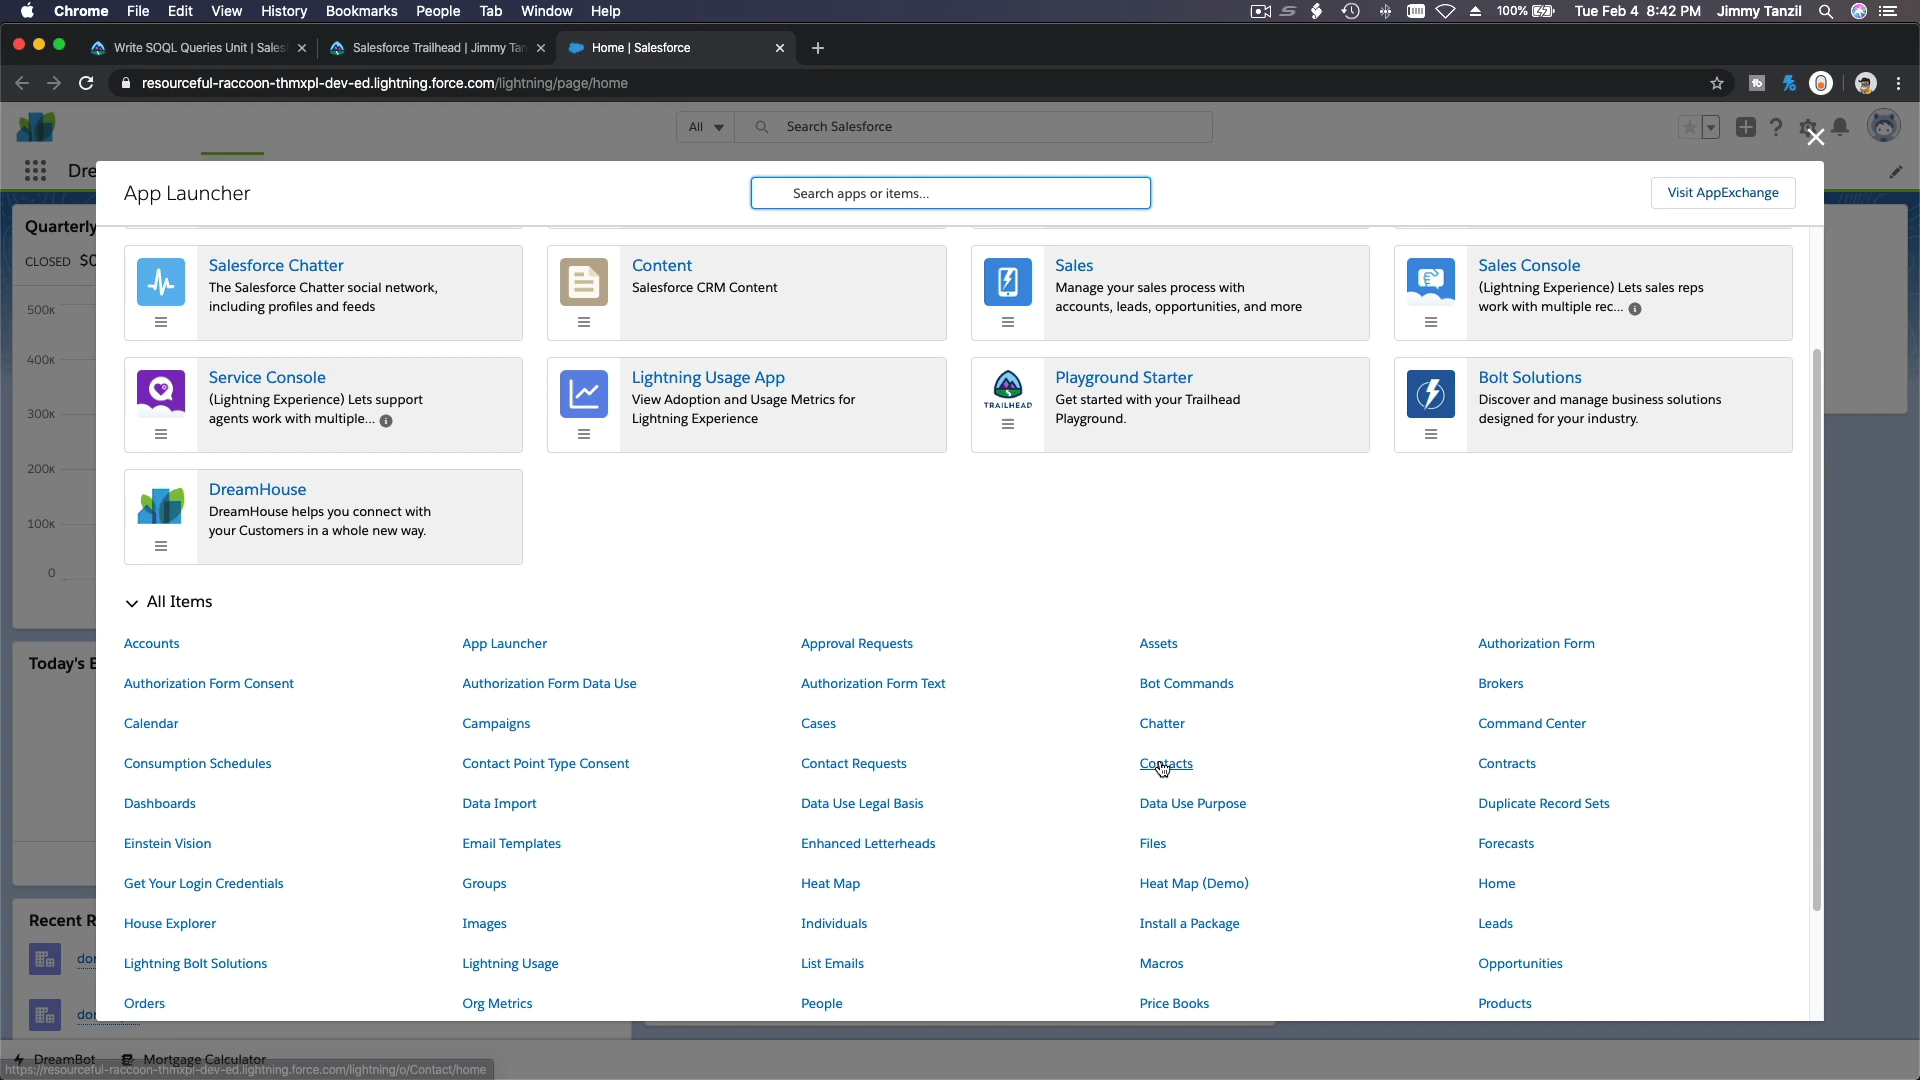 Chrome File Edit View History Bookmarks People Tab Window Help 100% Tue Feb 4 8:42 PM Jimmy Tanzil
Write SOQL Queries Unit | Sales Salesforce Trailhead | Jimmy Tan Home | Salesforce
resourceful-raccoon-thmxpl-dev-ed.lightning.force.com/lightning/page/home
All Search Salesforce
Dre
App Launcher Search apps or items... Visit AppExchange
Quarterly
CLOSED $0
500K
400K
300K
200K
100K
0
Salesforce Chatter
The Salesforce Chatter social network,
including profiles and feeds
Content
Salesforce CRM Content
Sales
Manage your sales process with
accounts, leads, opportunities, and more
Sales Console
(Lightning Experience) Lets sales reps
work with multiple rec...
Service Console
(Lightning Experience) Lets support
agents work with multiple...
Lightning Usage App
View Adoption and Usage Metrics for
Lightning Experience
TRAILHEAD
Playground Starter
Get started with your Trailhead
Playground.
Bolt Solutions
Discover and manage business solutions
designed for your industry.
DreamHouse
DreamHouse helps you connect with
your Customers in a whole new way.
All Items
Accounts App Launcher Approval Requests Assets Authorization Form
Today's E
Authorization Form Consent Authorization Form Data Use Authorization Form Text Bot Commands Brokers
Calendar Campaigns Cases Chatter Command Center
Consumption Schedules Contact Point Type Consent Contact Requests Contacts Contracts
Dashboards Data Import Data Use Legal Basis Data Use Purpose Duplicate Record Sets
Einstein Vision Email Templates Enhanced Letterheads Files Forecasts
Get Your Login Credentials Groups Heat Map Heat Map (Demo) Home
Recent R
House Explorer Images Individuals Install a Package Leads
dor
Lightning Bolt Solutions Lightning Usage List Emails Macros Opportunities
Orders Org Metrics People Price Books Products
dor
DreamBot Mortgage Calculator
https://resourceful-raccoon-thmxpl-dev-ed.lightning.force.com/lightning/o/Contact/home